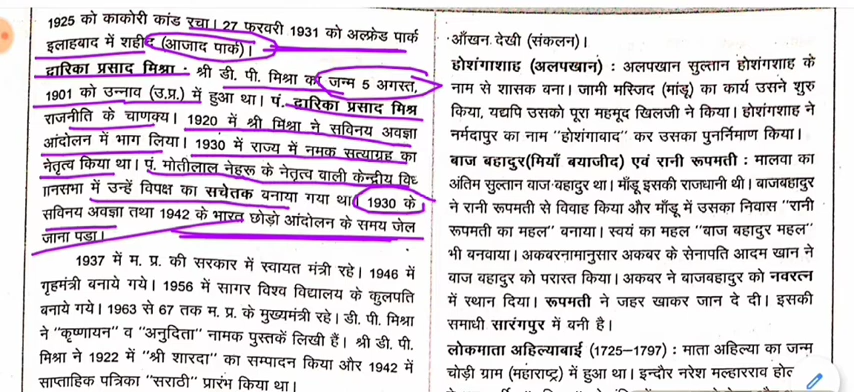 1925 को काकोरी कांड रचा। 27 फरवरी 1931 को अल्फ्रेड पार्क
इलाहबाद में शहीद (आजाद पार्क)।
द्वारिका प्रसाद मिश्रा : श्री डी. पी. मिश्रा का जन्म 5 अगस्त,
1901 को उन्नाव (उ.प्र.) में हुआ था। पं. द्वारिका प्रसाद मिश्र
राजनीति के चाणक्य। 1920 में श्री मिश्रा ने सविनय अवज्ञा
आंदोलन में भाग लिया। 1930 में राज्य में नमक सत्याग्रह का
नेतृत्व किया था। पं. मोतीलाल नेहरू के नेतृत्व वाली केन्द्रीय विध
ानसभा में उन्हें विपक्ष का सचेतक बनाया गया था। 1930 के
सविनय अवज्ञा तथा 1942 के भारत छोड़ो आंदोलन के समय जेल
जाना पडा।
1937 में म. प्र. की सरकार में स्वायत मंत्री रहे। 1946 में
गृहमंत्री बनाये गये। 1956 में सागर विश्व विद्यालय के कुलपति
बनाये गये। 1963 से 67 तक म. प्र. के मुख्यमंत्री रहे। डी. पी. मिश्रा
ने "कृष्णायन" व "अनुदिता" नामक पुस्तकें लिखी हैं। श्री डी. पी.
मिश्रा ने 1922 में "श्री शारदा" का सम्पादन किया और 1942 में
साप्ताहिक पत्रिका "सराठी" प्रारंभ किया था।
आँखन देखी (संकलन)।
होशंगाशाह (अलपखान) : अलपखान सुल्तान होशंगशाह के
नाम से शासक बना। जामी मस्जिद (मांडू) का कार्य उसने शुरु
किया, यद्यपि उसको पूरा महमूद खिलजी ने किया। होशंगशाह ने
नर्मदापुर का नाम "होशंगाबाद" कर उसका पुनर्निमाण किया।
बाज बहादुर(मियाँ बयाजीद) एवं रानी रूपमती : मालवा का
अंतिम सुल्तान वाज बहादुर था। माँडू इसकी राजधानी थी। बाजबहादुर
ने रानी रूपमती से विवाह किया और माँडू में उसका निवास "रानी
रूपमती का महल" बनाया। स्वयं का महल "बाज बहादुर महल"
भी बनवाया। अकबरनामानुसार अकबर के सेनापति आदम खान ने
बाज बहादुर को परास्त किया। अकबर ने बाजबहादुर को नवरत्न
में स्थान दिया। रूपमती ने जहर खाकर जान दे दी। इसकी
समाधी सारंगपुर में बनी है।
लोकमाता अहिल्याबाई (1725-1797) : माता अहिल्या का जन्म
चोड़ी ग्राम (महांराष्ट्र) में हुआ था। इन्दौर नरेश मल्हारराव